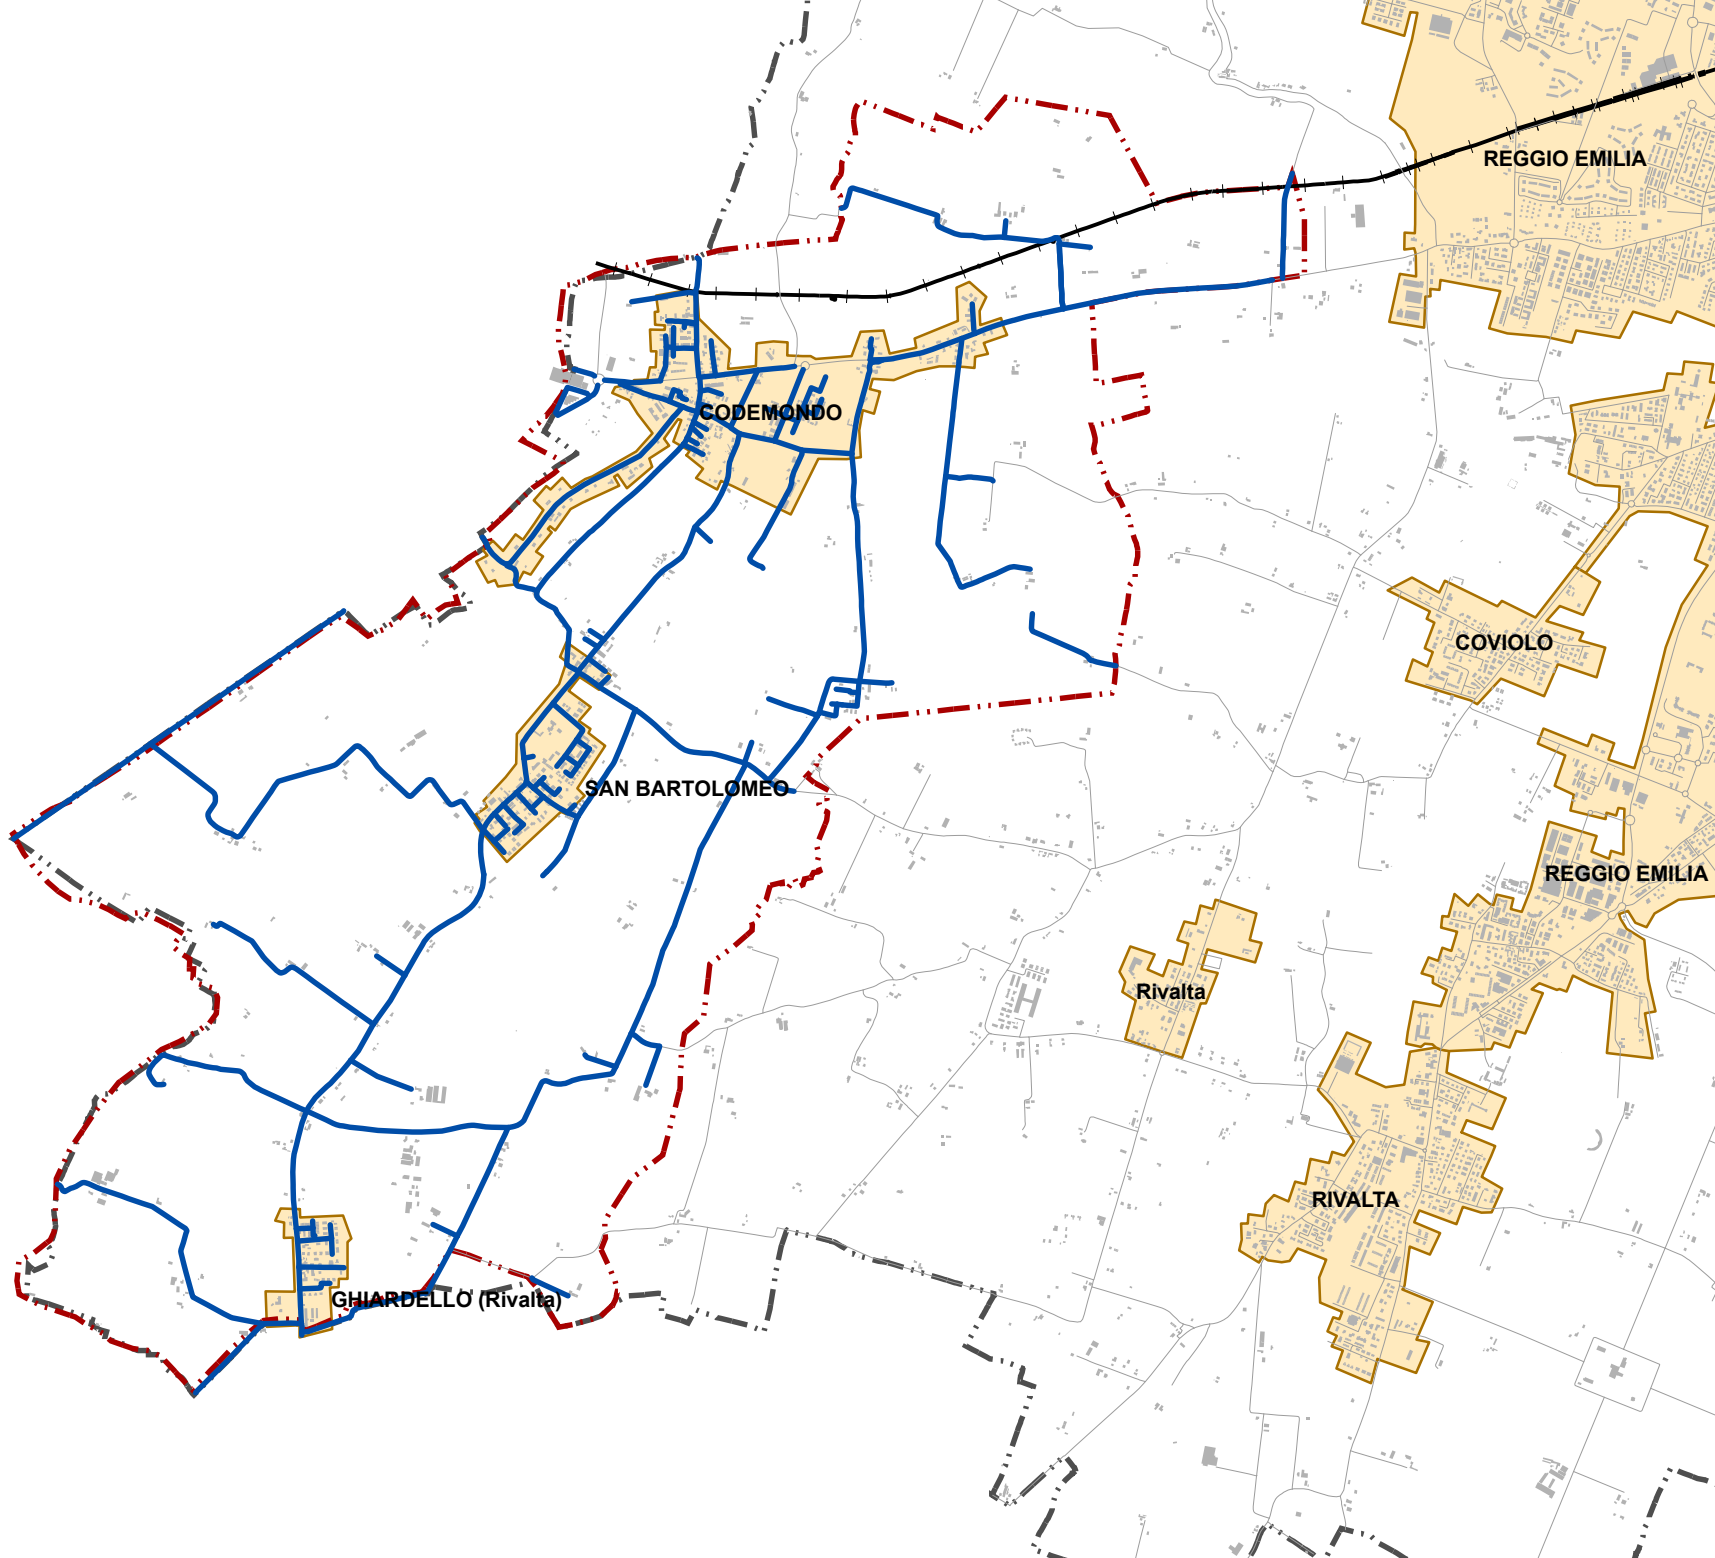 REGGIO EMILIA
CODEMONDO
COVIOLO
SAN BARTOLOMEO
REGGIO EMILIA
Rivalta
RIVALTA
GHIARDELLO (Rivalta)